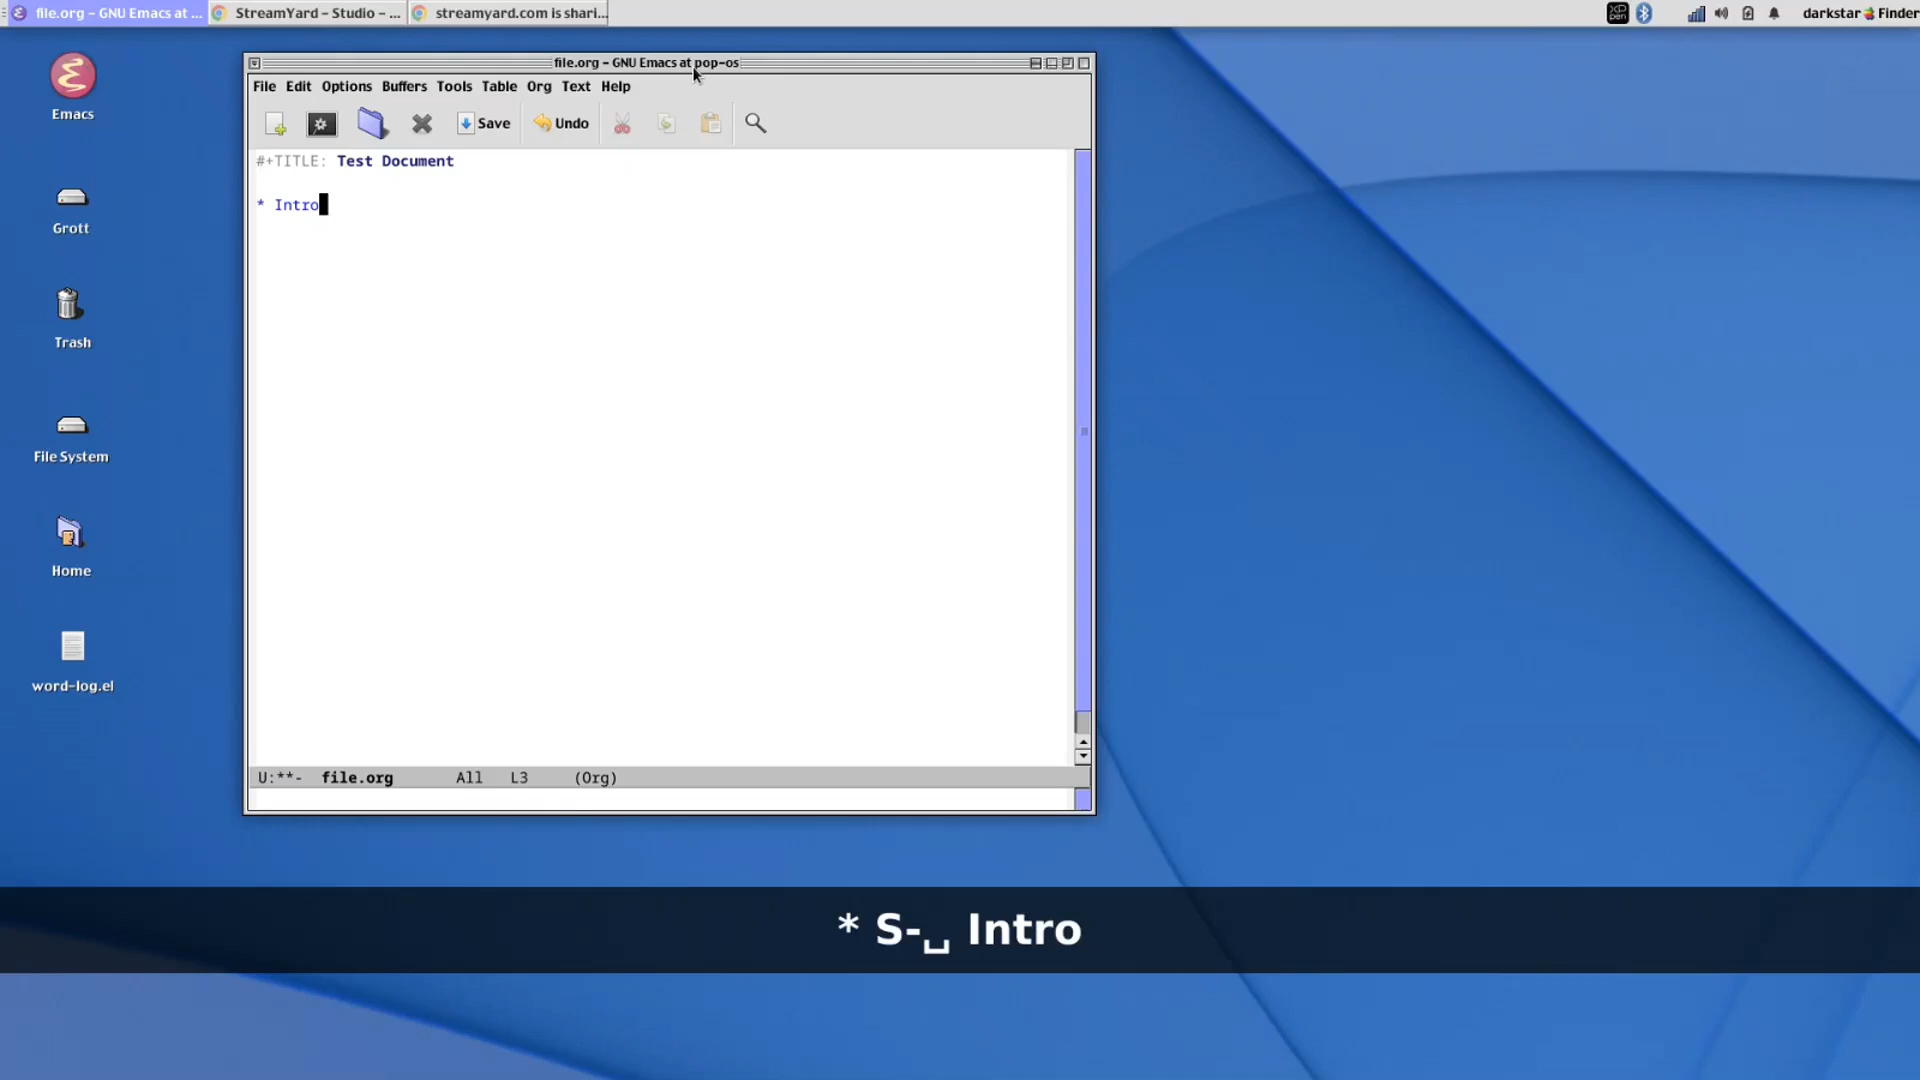 file.org – GNU Emacs at ...
StreamYard – Studio – ...
streamyard.com is shari...
darkstar
Finder
Emacs
Grott
Trash
File System
Home
word-log.el
file.org – GNU Emacs at pop-os
File Edit Options Buffers Tools Table Org Text Help
Save
Undo
#+TITLE: Test Document
* Intro
U:**- file.org All L3 (Org)
* S-␣ Intro